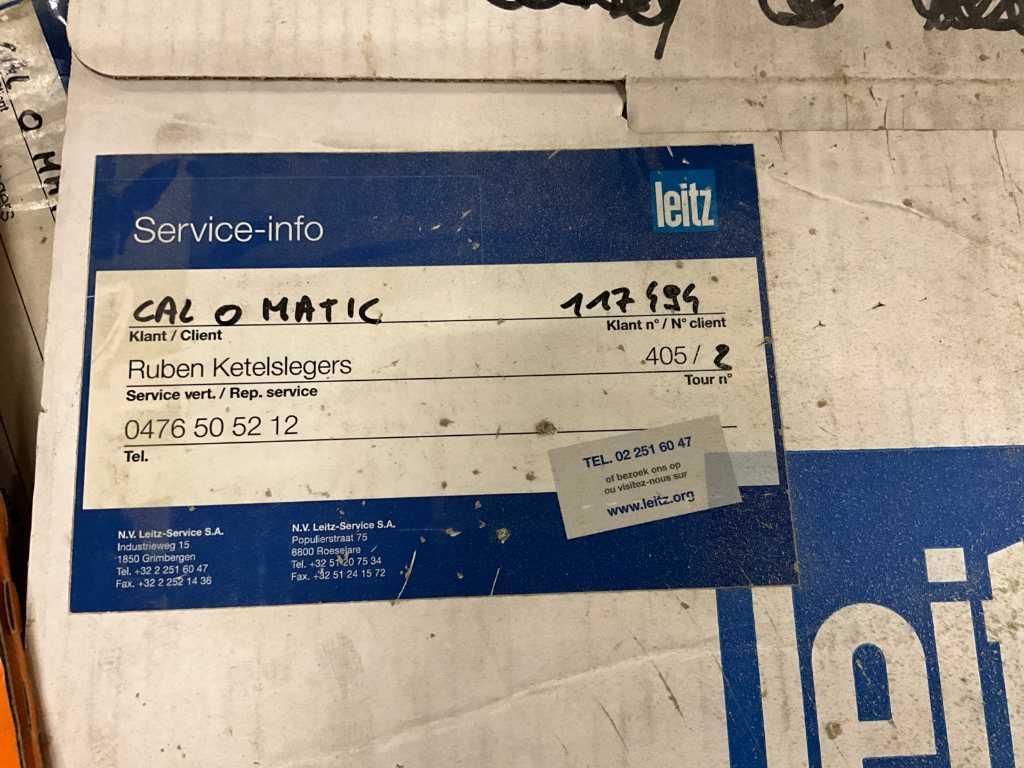 leitz
Service-info
CAL O MATIC 117494
Klant / Client Klant n° / N° client
Ruben Ketelslegers 405 / 2
Service vert. / Rep. service Tour n°
0476 50 52 12
Tel.
TEL. 02 251 60 47
of bezoek ons op
ou visitez-nous sur
www.leitz.org
N.V. Leitz-Service S.A.
Industrieweg 15
1850 Grimbergen
Tel. +32 2 251 60 47
Fax. +32 2 252 14 36
N.V. Leitz-Service S.A.
Populierstraat 75
8800 Roeselare
Tel. +32 51 20 75 34
Fax. +32 51 24 15 72